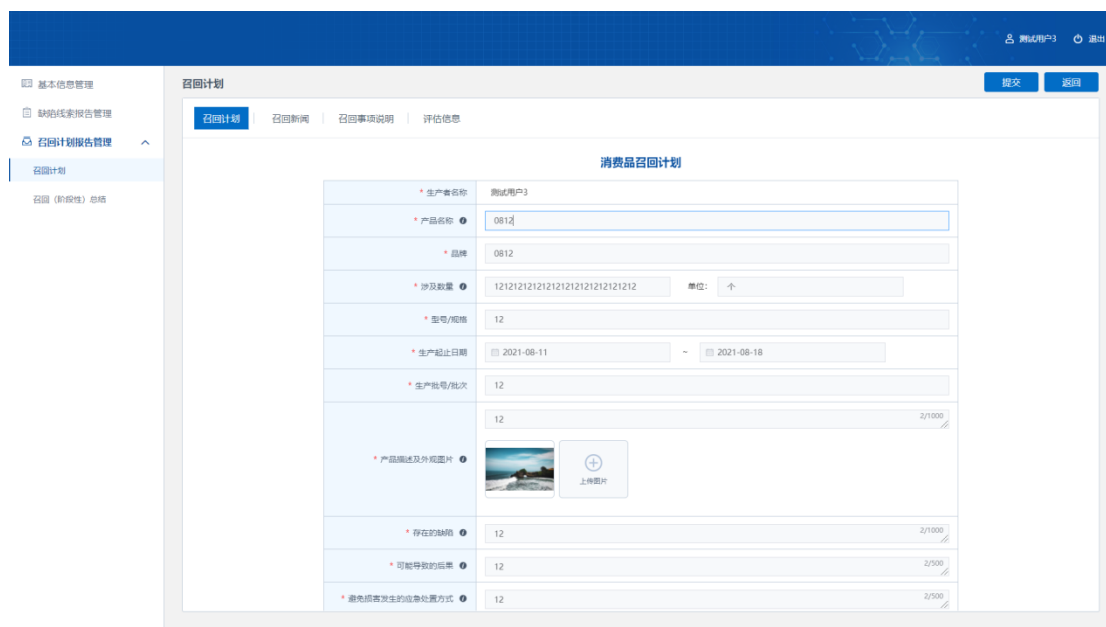 测试用户3 退出
基本信息管理
缺陷线索报告管理
召回计划报告管理
召回计划
召回（阶段性）总结
召回计划 提交 返回
召回计划 召回新闻 召回事项说明 评估信息
消费品召回计划
* 生产者名称 测试用户3
* 产品名称 0812
* 品牌 0812
* 涉及数量 12121212121212121212121212121212 单位: 个
* 型号/规格 12
* 生产起止日期 2021-08-11 ~ 2021-08-18
* 生产批号/批次 12
12 2/1000
* 产品描述及外观图片 上传图片
* 存在的缺陷 12 2/1000
* 可能导致的后果 12 2/500
* 避免损害发生的应急处置方式 12 2/500